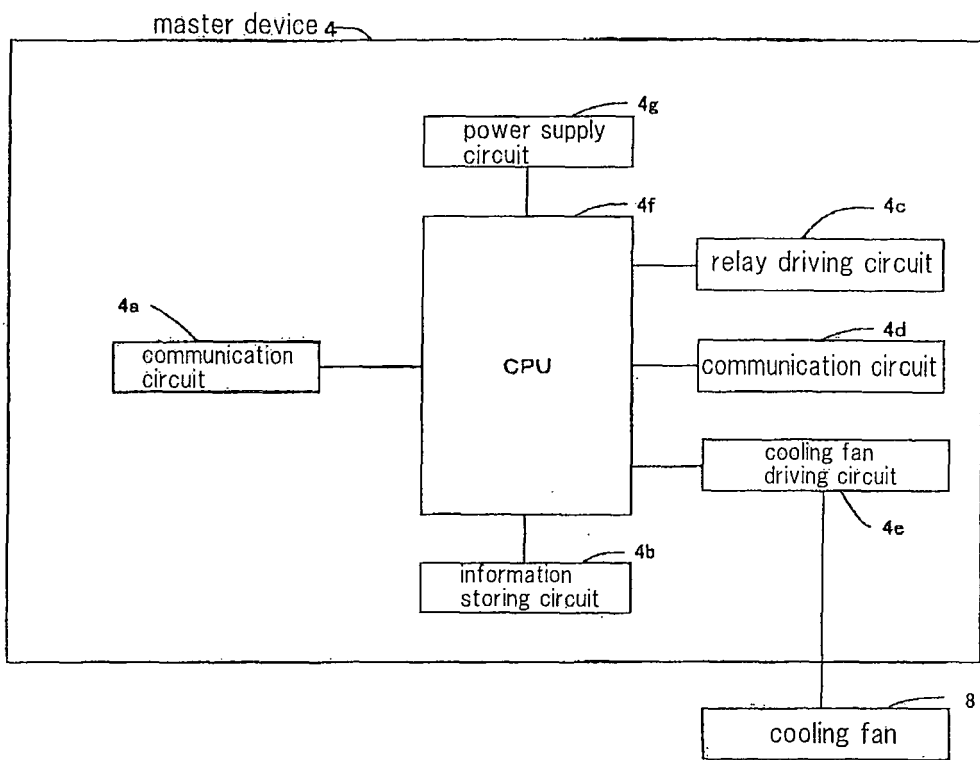 master device 4
4g
power supply
circuit
4f
4c
relay driving circuit
4a
communication
circuit
CPU
4d
communication circuit
cooling fan
driving circuit
4e
4b
information
storing circuit
8
cooling fan